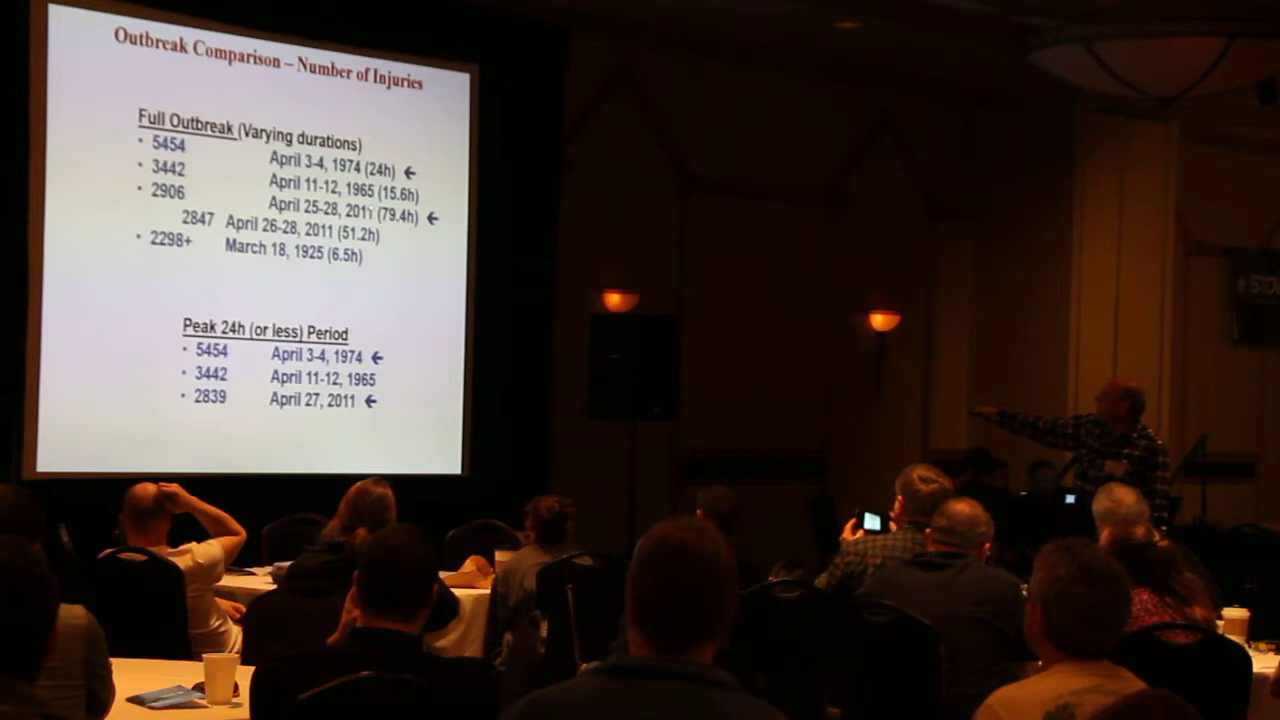 Outbreak Comparison – Number of Injuries
Full Outbreak (Varying durations)
• 5454 April 3-4, 1974 (24h) ←
• 3442 April 11-12, 1965 (15.6h)
• 2906 April 25-28, 2011 (79.4h) ←
2847 April 26-28, 2011 (51.2h)
• 2298+ March 18, 1925 (6.5h)
Peak 24h (or less) Period
• 5454 April 3-4, 1974 ←
• 3442 April 11-12, 1965
• 2839 April 27, 2011 ←